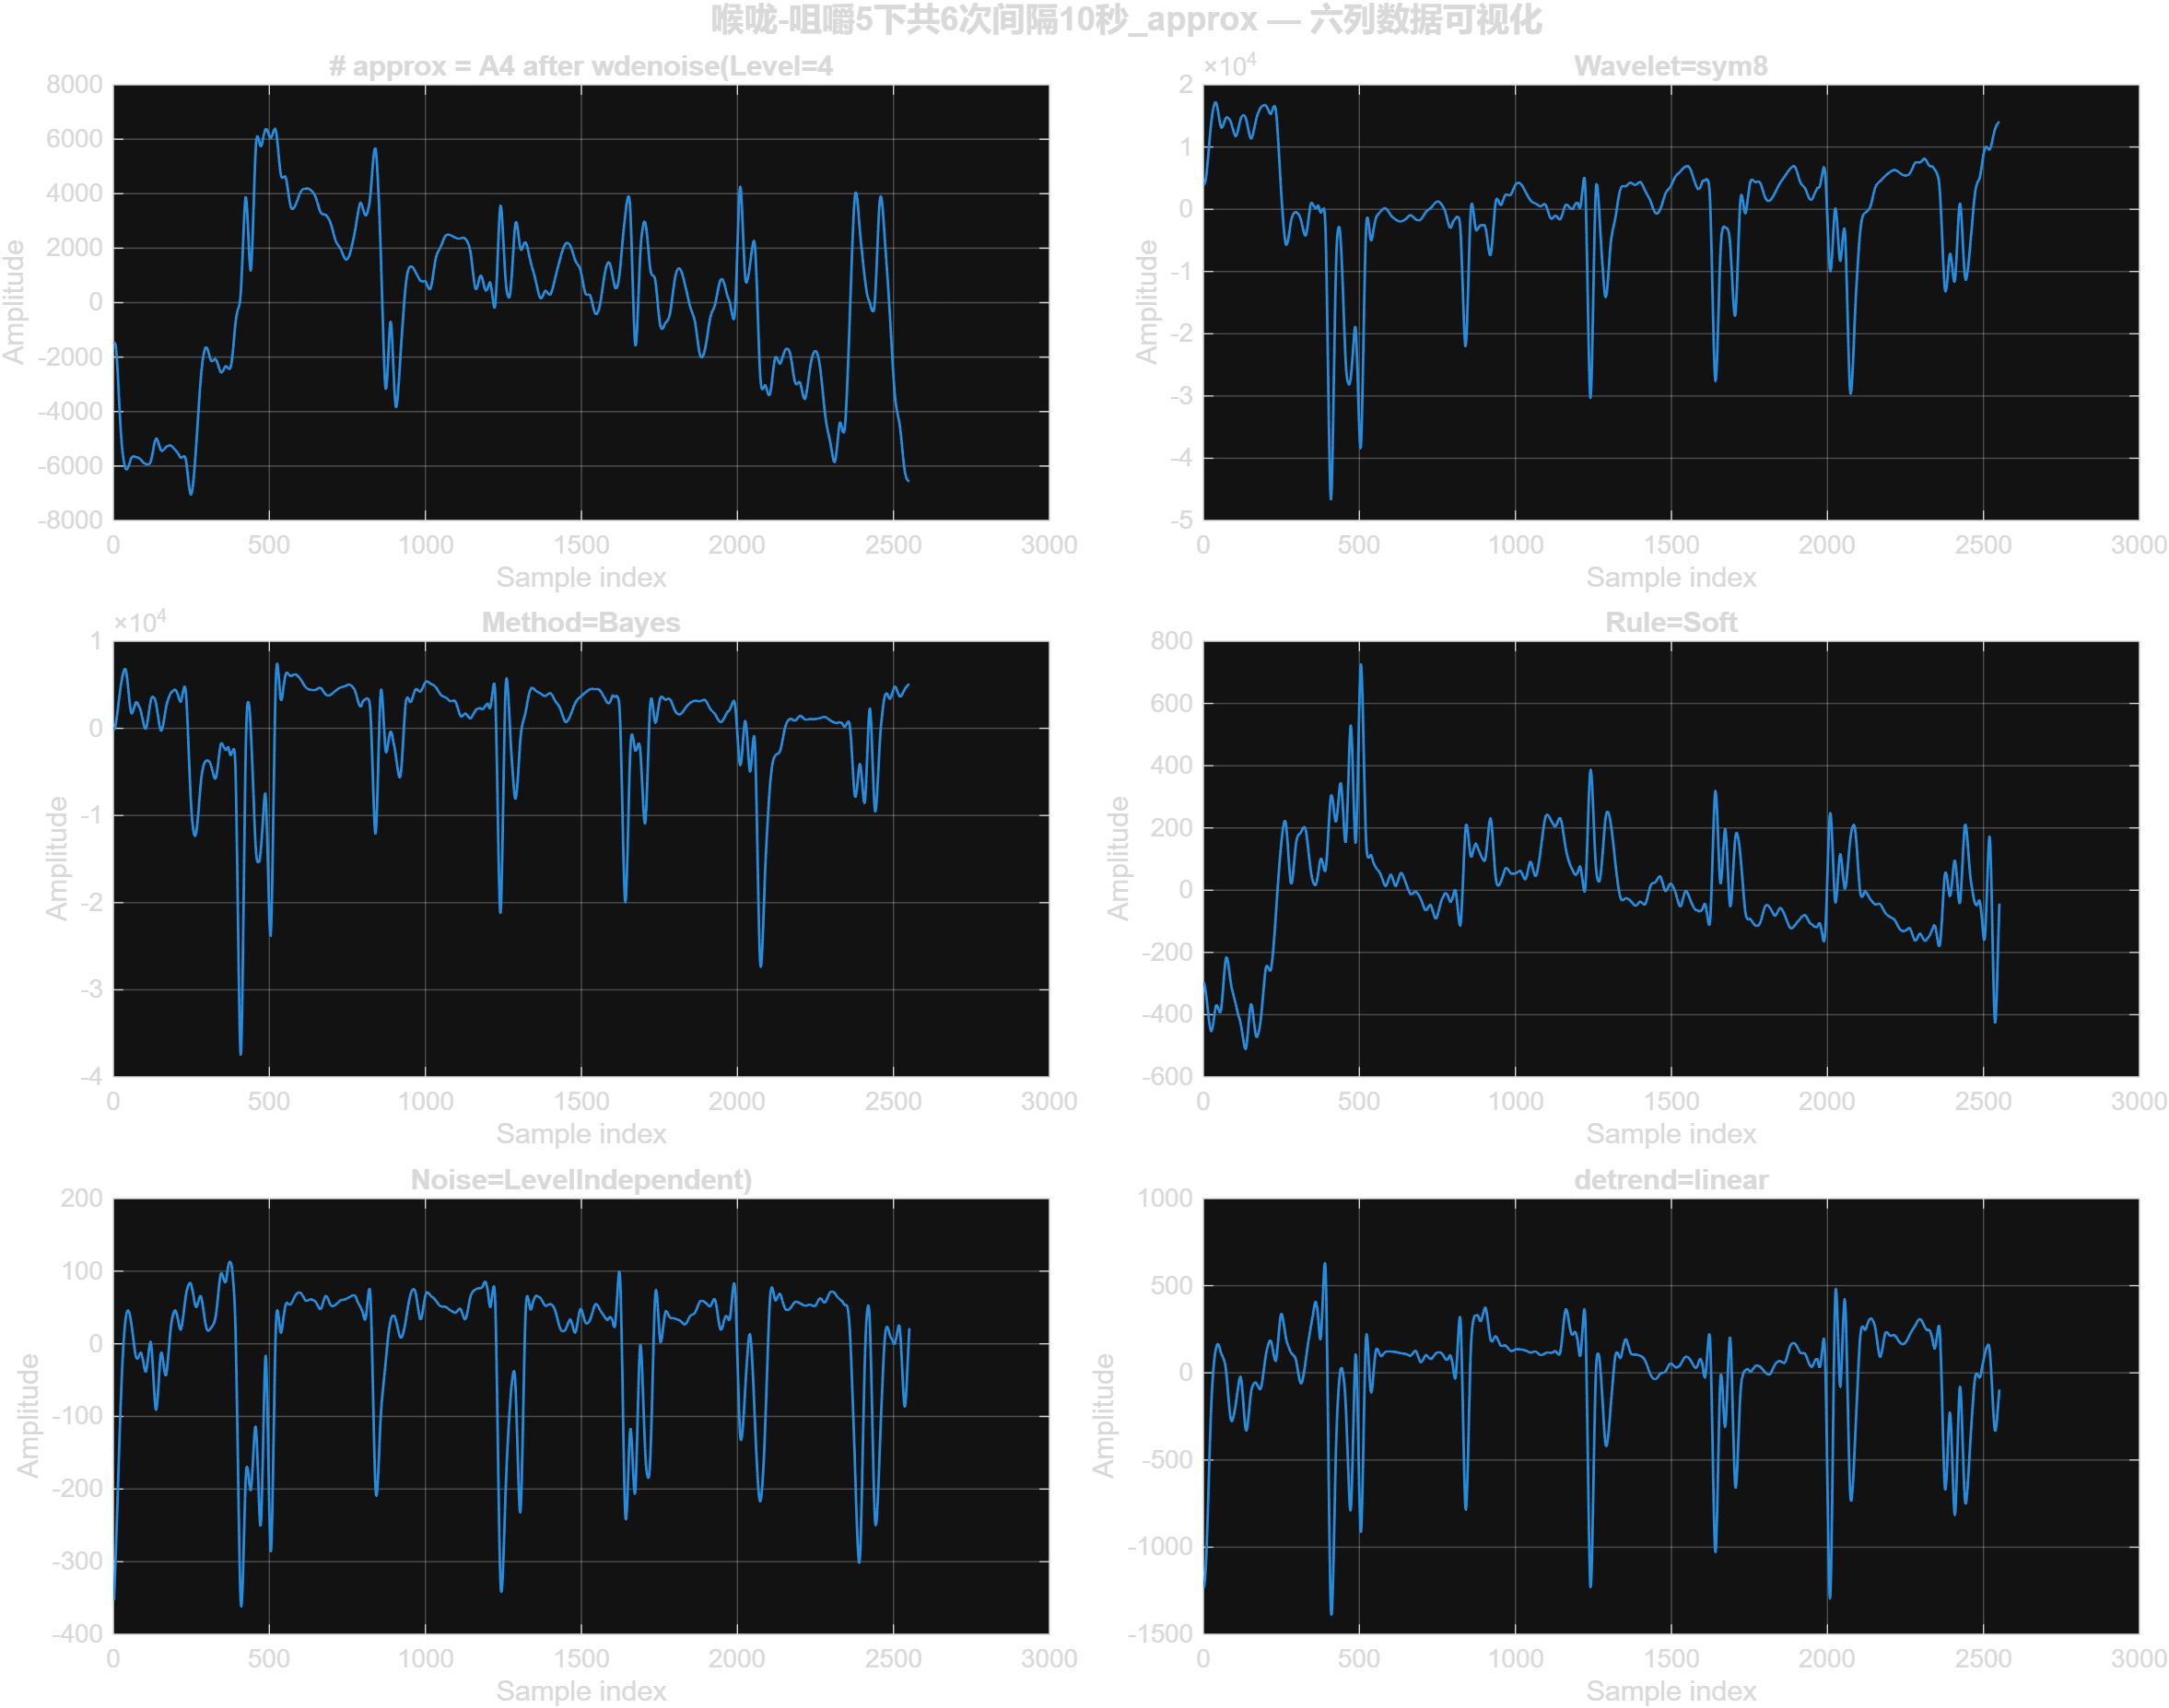 喉咙-咀嚼5下共6次间隔10秒_approx — 六列数据可视化
# approx = A4 after wdenoise(Level=4
8000
6000
4000
2000
0
-2000
-4000
-6000
-8000
Amplitude
0 500 1000 1500 2000 2500 3000
Sample index
Wavelet=sym8
×10^4
2
1
0
-1
-2
-3
-4
-5
Amplitude
0 500 1000 1500 2000 2500 3000
Sample index
Method=Bayes
×10^4
1
0
-1
-2
-3
-4
Amplitude
0 500 1000 1500 2000 2500 3000
Sample index
Rule=Soft
800
600
400
200
0
-200
-400
-600
Amplitude
0 500 1000 1500 2000 2500 3000
Sample index
Noise=LevelIndependent)
200
100
0
-100
-200
-300
-400
Amplitude
0 500 1000 1500 2000 2500 3000
Sample index
detrend=linear
1000
500
0
-500
-1000
-1500
Amplitude
0 500 1000 1500 2000 2500 3000
Sample index